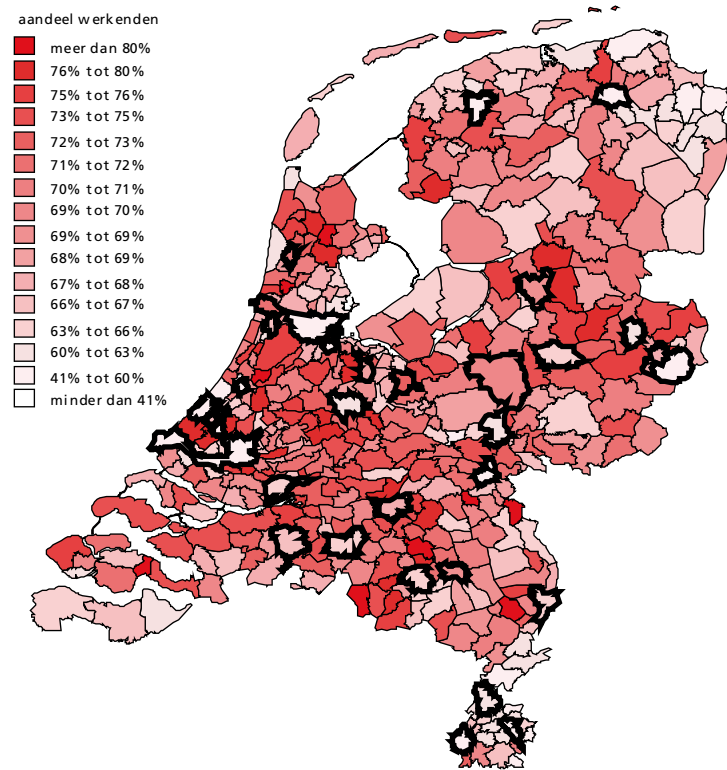 aandeel werkenden
meer dan 80%
76% tot 80%
75% tot 76%
73% tot 75%
72% tot 73%
71% tot 72%
70% tot 71%
69% tot 70%
69% tot 69%
68% tot 69%
67% tot 68%
66% tot 67%
63% tot 66%
60% tot 63%
41% tot 60%
minder dan 41%